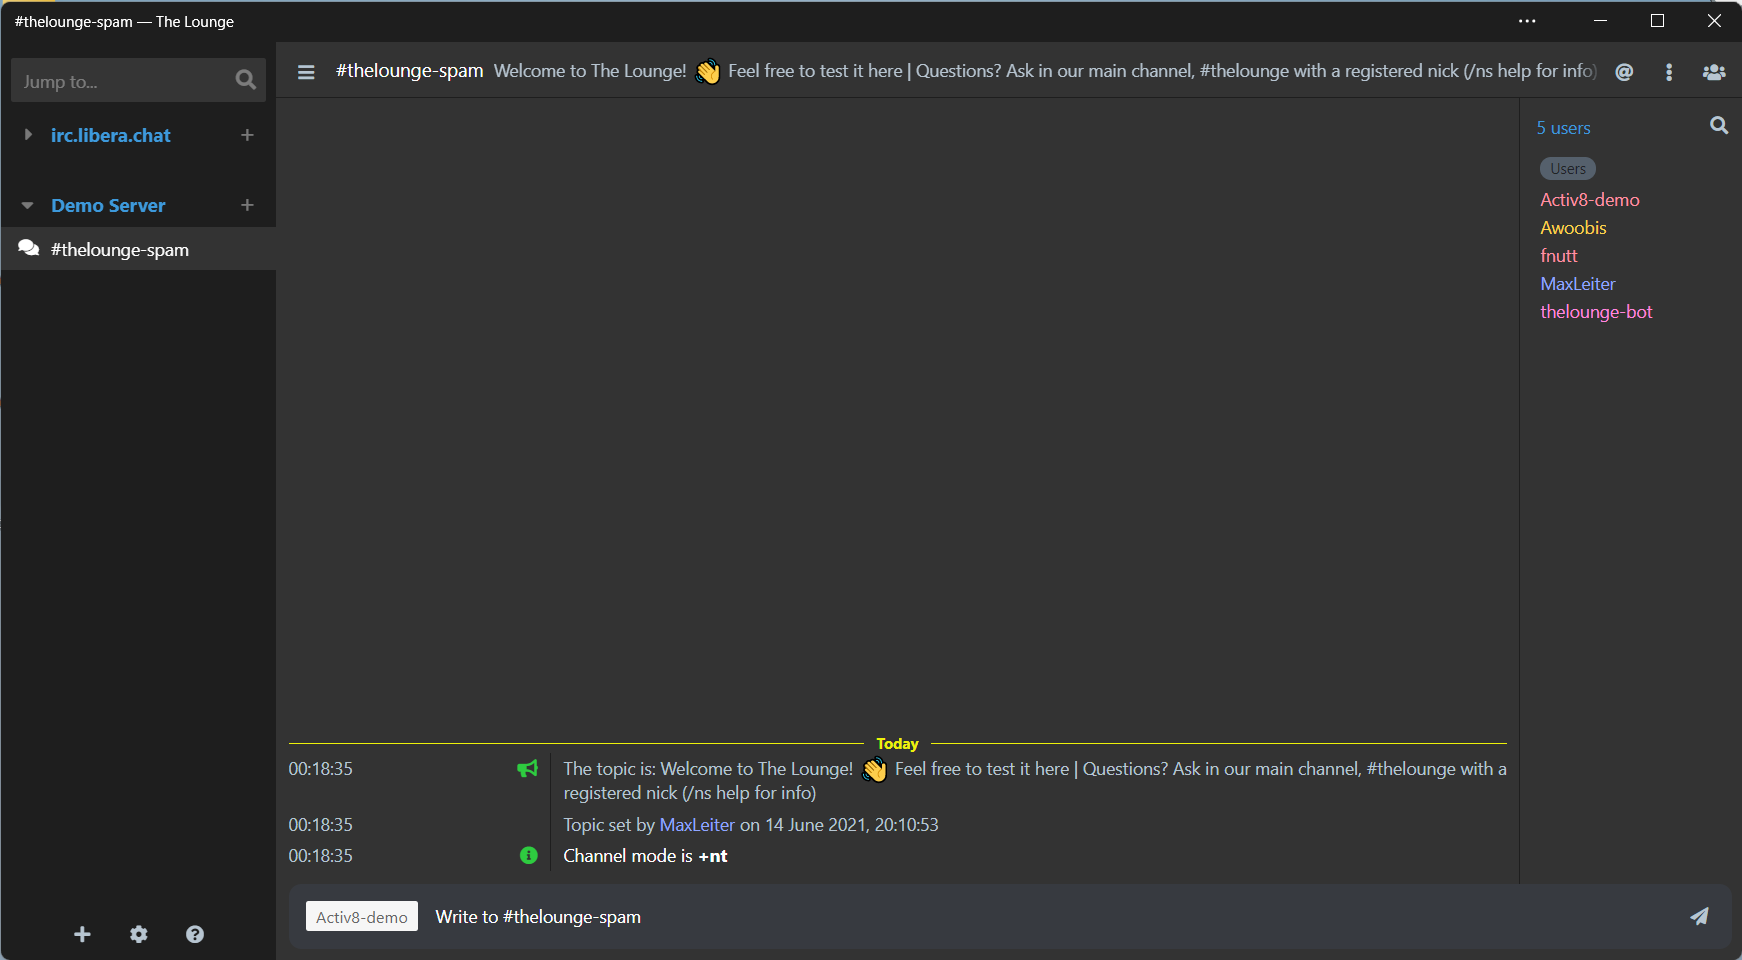 #thelounge-spam — The Lounge
Jump to...
irc.libera.chat
Demo Server
#thelounge-spam
#thelounge-spam Welcome to The Lounge! 👋 Feel free to test it here | Questions? Ask in our main channel, #thelounge with a registered nick (/ns help for info)
5 users
Users
Activ8-demo
Awoobis
fnutt
MaxLeiter
thelounge-bot
Today
00:18:35 The topic is: Welcome to The Lounge! 👋 Feel free to test it here | Questions? Ask in our main channel, #thelounge with a
registered nick (/ns help for info)
00:18:35 Topic set by MaxLeiter on 14 June 2021, 20:10:53
00:18:35 Channel mode is +nt
Activ8-demo Write to #thelounge-spam